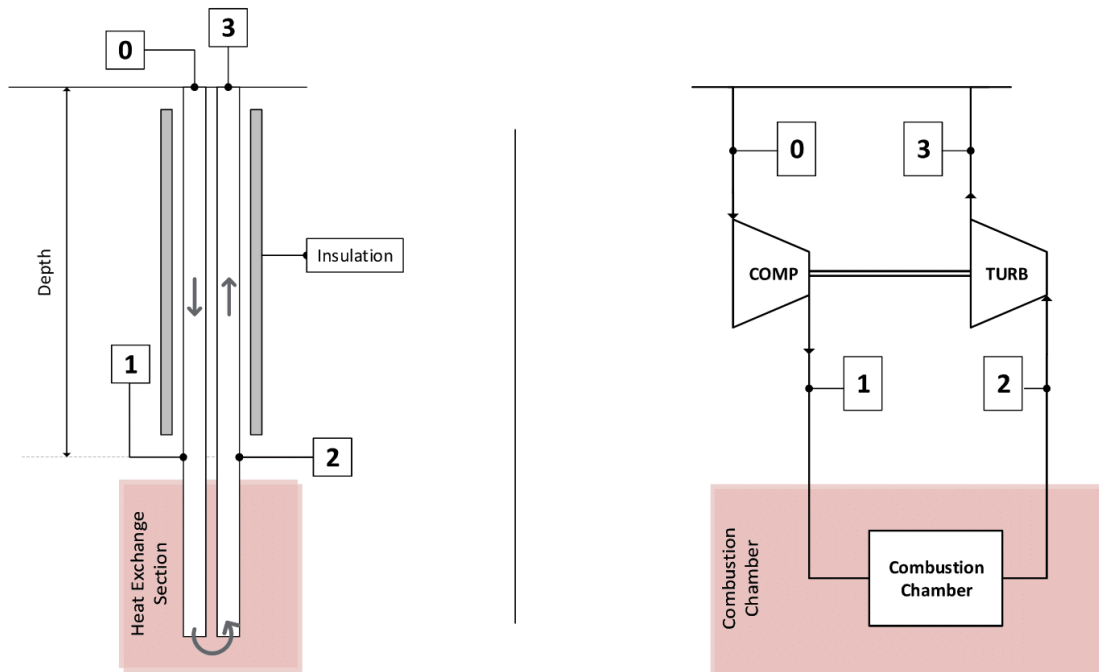 0
3
Depth
Insulation
1
2
Heat Exchange
Section
0
3
COMP
TURB
1
2
Combustion
Chamber
Combustion
Chamber